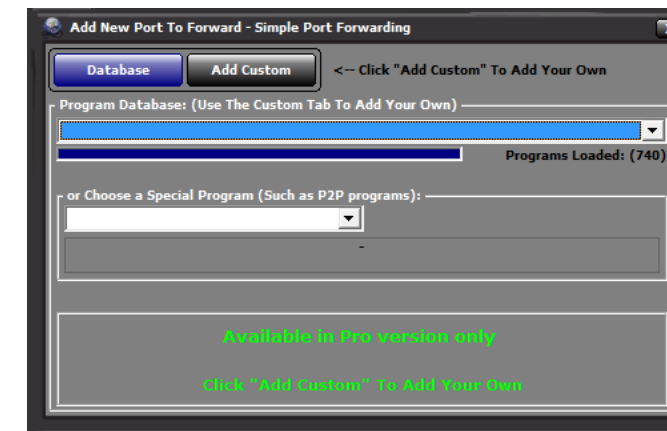 Add New Port To Forward - Simple Port Forwarding
Database Add Custom <-- Click "Add Custom" To Add Your Own
Program Database: (Use The Custom Tab To Add Your Own)
Programs Loaded: (740)
or Choose a Special Program (Such as P2P programs):
-
Available in Pro version only
Click "Add Custom" To Add Your Own